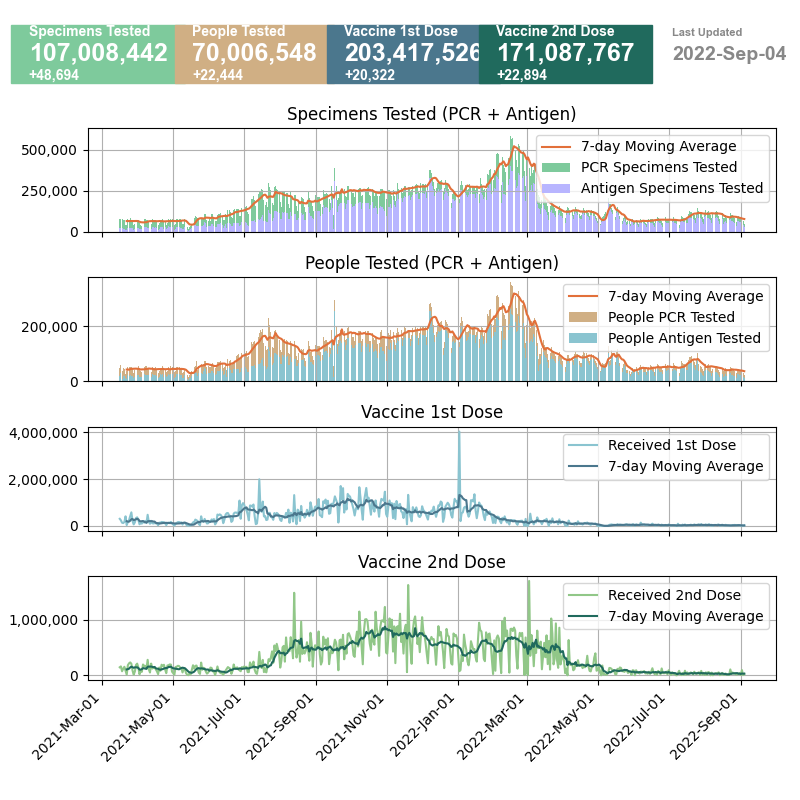 Specimens Tested
107,008,442
+48,694
People Tested
70,006,548
+22,444
Vaccine 1st Dose
203,417,526
+20,322
Vaccine 2nd Dose
171,087,767
+22,894
Last Updated
2022-Sep-04
Specimens Tested (PCR + Antigen)
500,000
250,000
0
7-day Moving Average
PCR Specimens Tested
Antigen Specimens Tested
People Tested (PCR + Antigen)
200,000
0
7-day Moving Average
People PCR Tested
People Antigen Tested
Vaccine 1st Dose
4,000,000
2,000,000
0
Received 1st Dose
7-day Moving Average
Vaccine 2nd Dose
1,000,000
0
Received 2nd Dose
7-day Moving Average
2021-Mar-01
2021-May-01
2021-Jul-01
2021-Sep-01
2021-Nov-01
2022-Jan-01
2022-Mar-01
2022-May-01
2022-Jul-01
2022-Sep-01